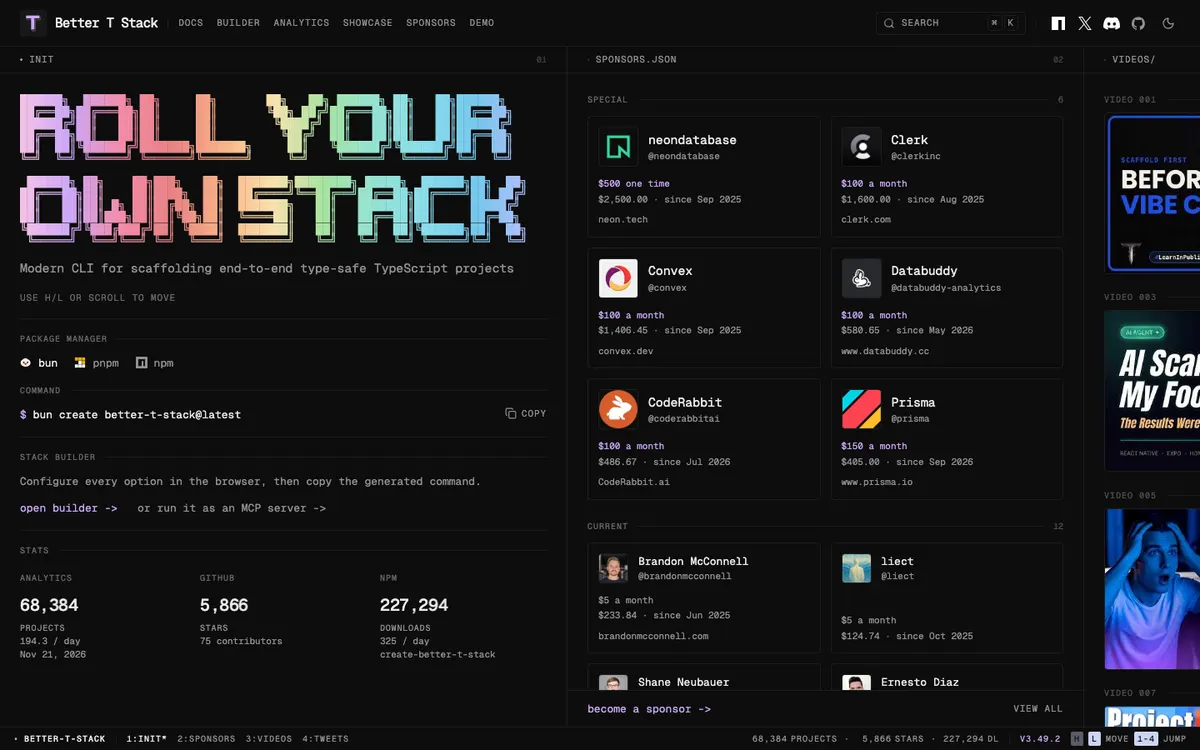 T Better T Stack
DOCS BUILDER ANALYTICS SHOWCASE SPONSORS DEMO
SEARCH ⌘ K
• INIT 01
ROLL YOUR
OWN STACK
Modern CLI for scaffolding end-to-end type-safe TypeScript projects
USE H/L OR SCROLL TO MOVE
PACKAGE MANAGER
bun pnpm npm
COMMAND
$ bun create better-t-stack@latest COPY
STACK BUILDER
Configure every option in the browser, then copy the generated command.
open builder -> or run it as an MCP server ->
STATS
ANALYTICS
68,384
PROJECTS
194.3 / day
Nov 21, 2026
GITHUB
5,866
STARS
75 contributors
NPM
227,294
DOWNLOADS
325 / day
create-better-t-stack
· SPONSORS.JSON 02
SPECIAL 6
neondatabase
@neondatabase
$500 one time
$2,500.00 · since Sep 2025
neon.tech
Clerk
@clerkinc
$100 a month
$1,600.00 · since Aug 2025
clerk.com
Convex
@convex
$100 a month
$1,406.45 · since Sep 2025
convex.dev
Databuddy
@databuddy-analytics
$100 a month
$580.65 · since May 2026
www.databuddy.cc
CodeRabbit
@coderabbitai
$100 a month
$486.67 · since Jul 2026
CodeRabbit.ai
Prisma
@prisma
$150 a month
$405.00 · since Sep 2026
www.prisma.io
CURRENT 12
Brandon McConnell
@brandonmcconnell
$5 a month
$233.84 · since Jun 2025
brandonmcconnell.com
liect
@liect
$5 a month
$124.74 · since Oct 2025
Shane Neubauer
Ernesto Diaz
become a sponsor -> VIEW ALL
· VIDEOS/
VIDEO 001
SCAFFOLD FIRST
BEFOR
VIBE C
#LearnInPubli
VIDEO 003
AI AGENT
AI Sca
My Foo
The Results Were
REACT NATIVE · EXPO · HO
VIDEO 005
VIDEO 007
Project
• BETTER-T-STACK 1:INIT* 2:SPONSORS 3:VIDEOS 4:TWEETS
68,384 PROJECTS · 5,866 STARS · 227,294 DL V3.49.2 H L MOVE 1-4 JUMP